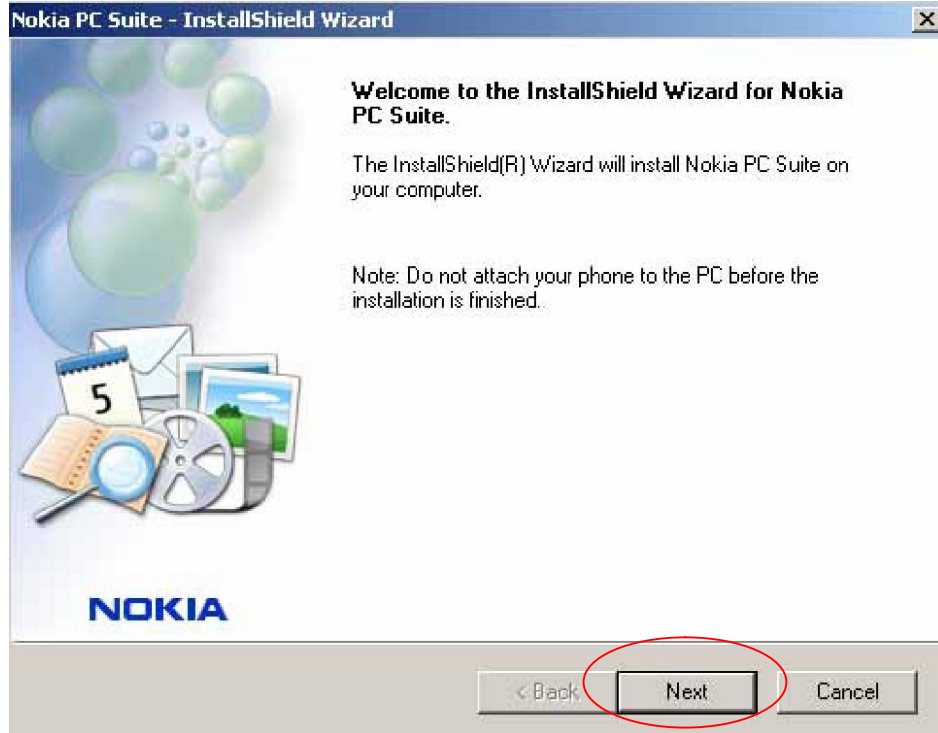 Nokia PC Suite - InstallShield Wizard
Welcome to the InstallShield Wizard for Nokia
PC Suite.
The InstallShield(R) Wizard will install Nokia PC Suite on
your computer.
Note: Do not attach your phone to the PC before the
installation is finished.
5
NOKIA
< Back
Next
Cancel